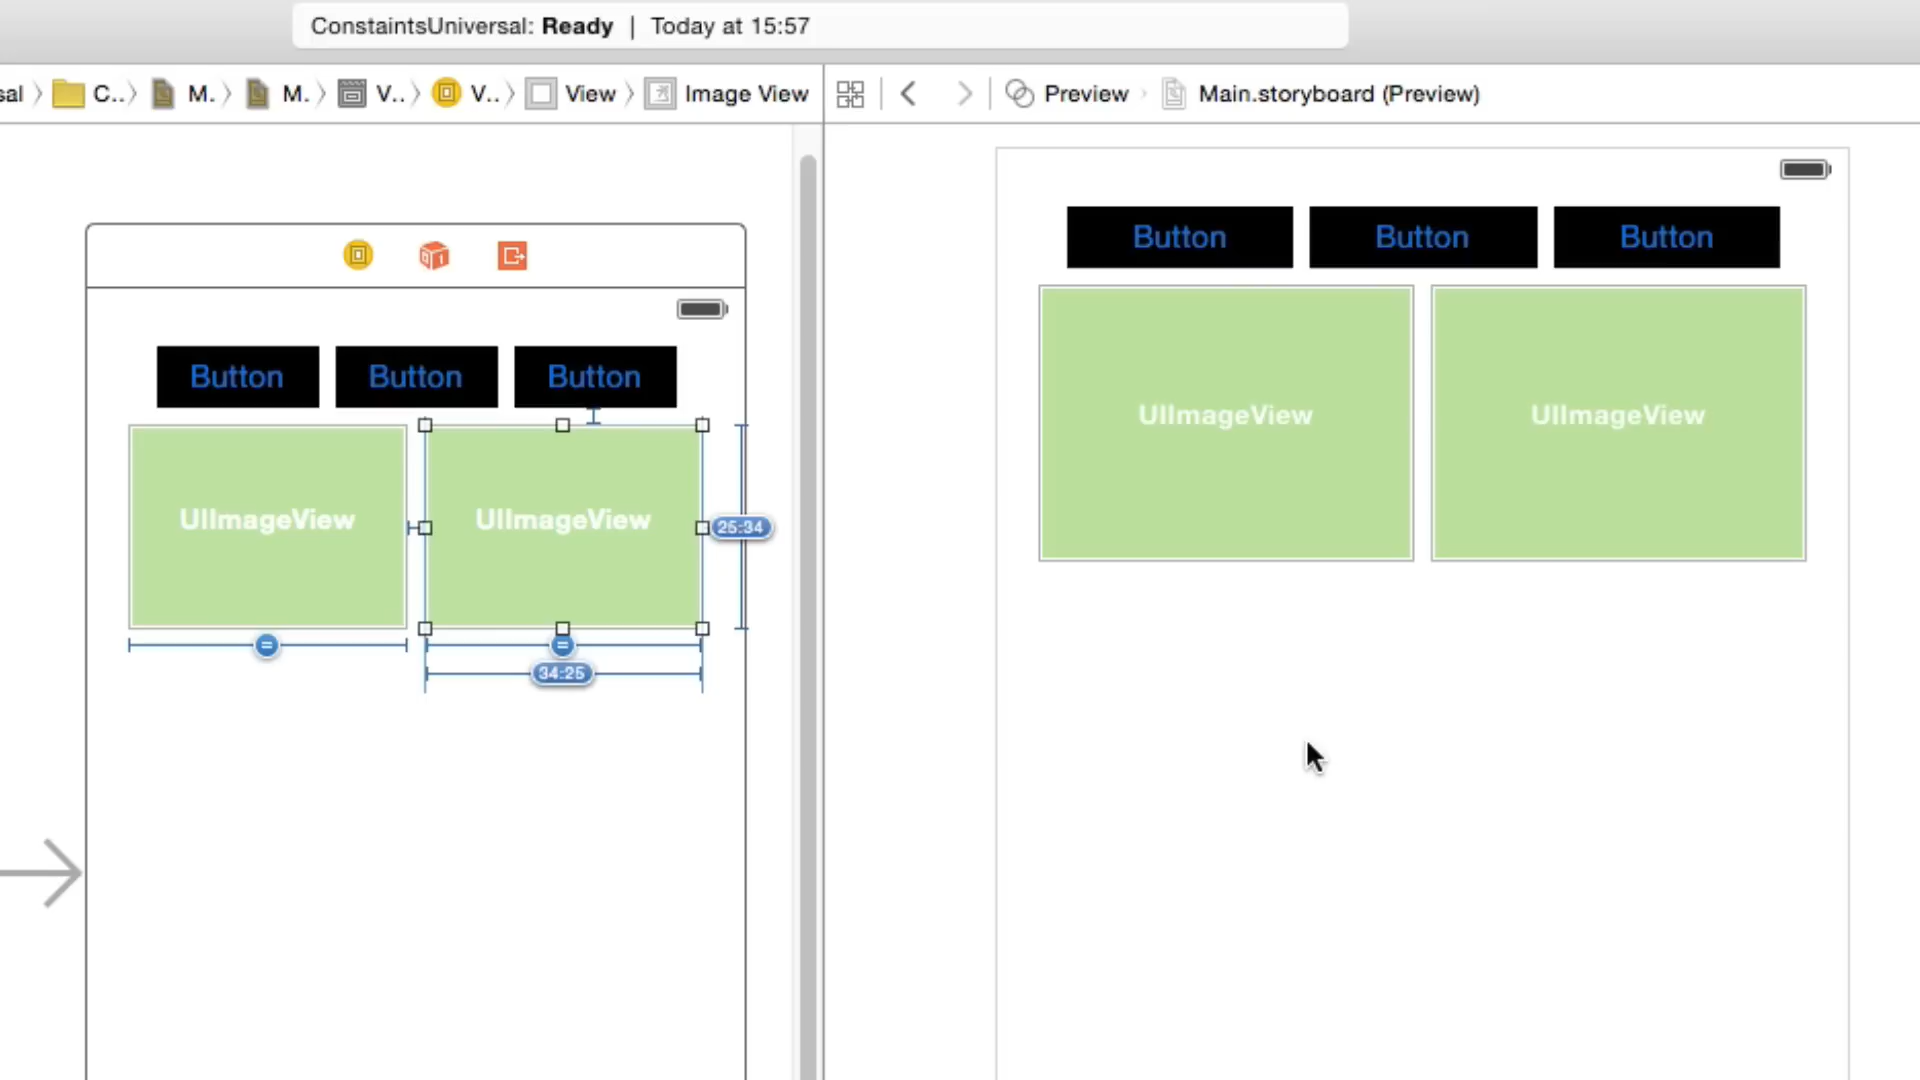 ConstaintsUniversal: Ready | Today at 15:57
sal 〉 C.. 〉 M. 〉 M. 〉 V.. 〉 V.. 〉 View 〉 Image View
Preview 〉 Main.storyboard (Preview)
Button Button Button
UIImageView UIImageView
25:34
= =
34:25
Button Button Button
UIImageView UIImageView